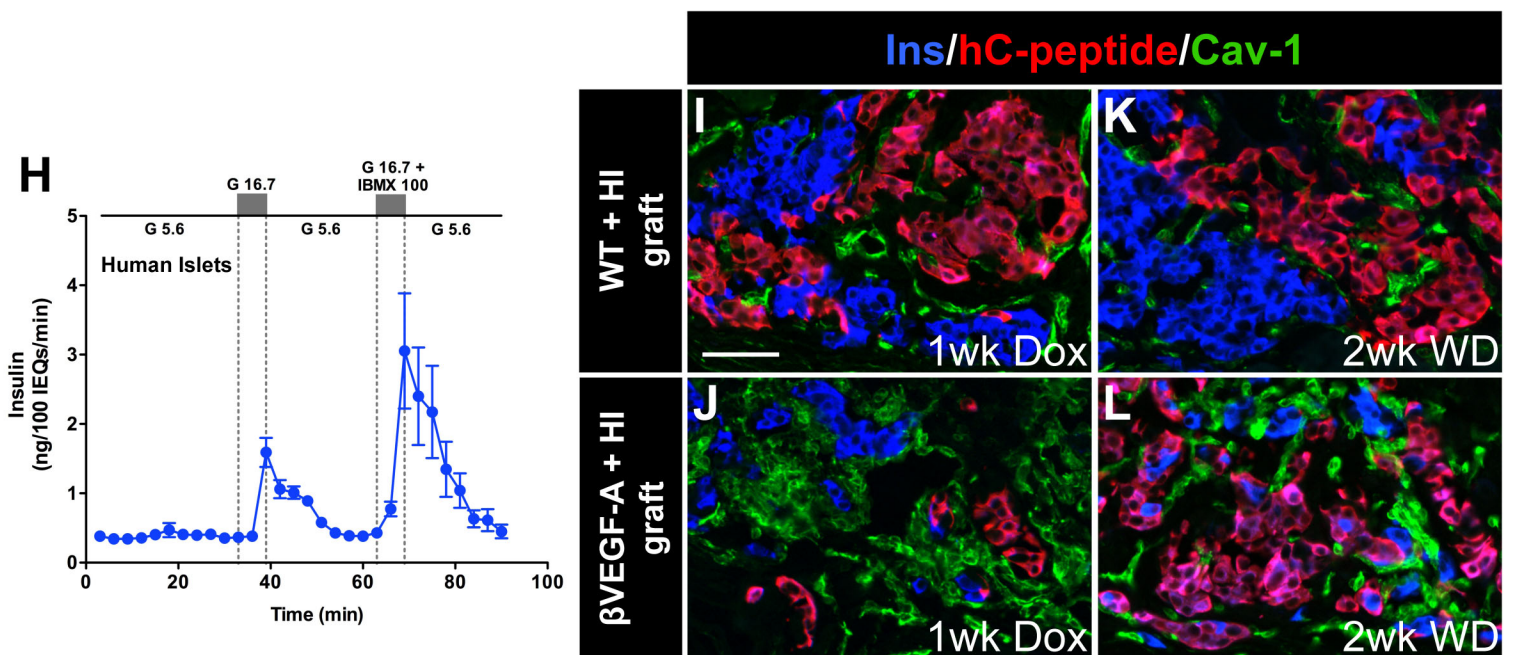 H
G 16.7
G 16.7 +
IBMX 100
G 5.6
G 5.6
G 5.6
Human Islets
5
4
3
2
1
0
Insulin
(ng/100 IEQs/min)
0
20
40
60
80
100
Time (min)
Ins/hC-peptide/Cav-1
WT + HI
graft
I
1wk Dox
K
2wk WD
βVEGF-A + HI
graft
J
1wk Dox
L
2wk WD